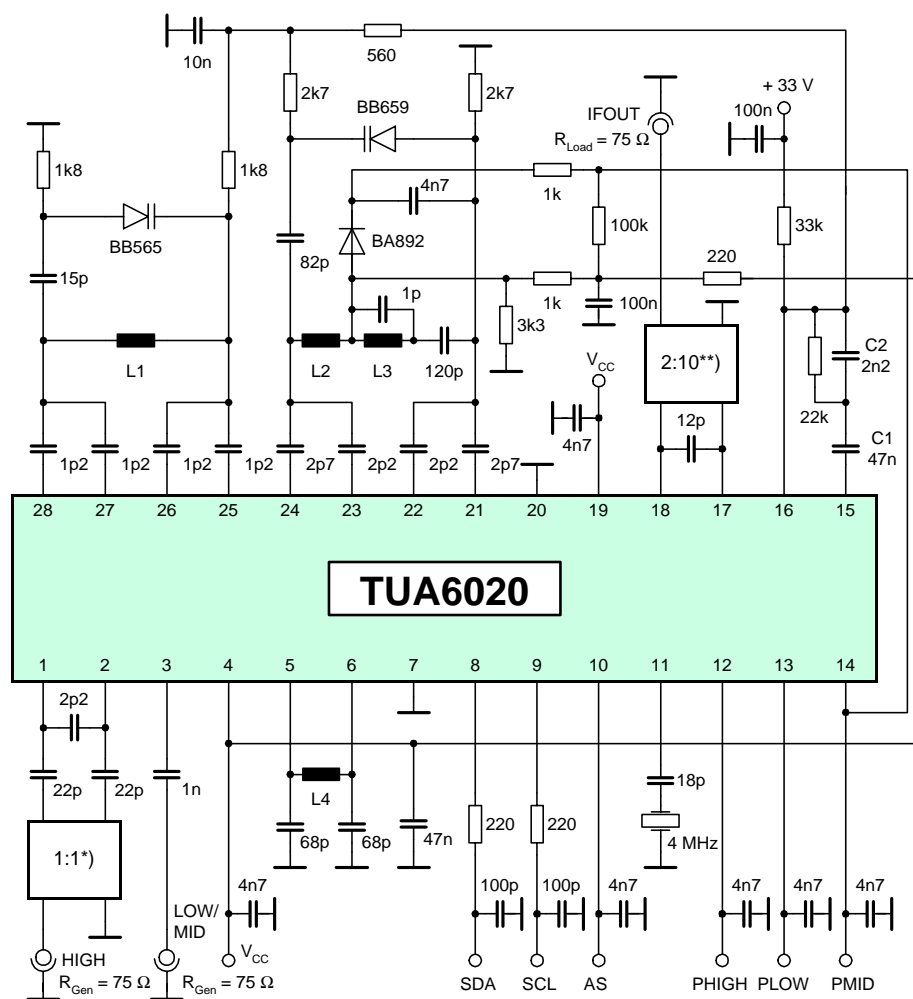 10n
560
2k7
BB659
2k7
IFOUT
R_Load = 75 Ω
100n
+ 33 V
1k8
1k8
BB565
4n7
1k
BA892
100k
33k
220
15p
82p
1p
1k
100n
3k3
L1
L2
L3
120p
V_CC
4n7
2:10**)
12p
C2
2n2
22k
C1
47n
1p2
1p2
1p2
1p2
2p7
2p2
2p2
2p7
28
27
26
25
24
23
22
21
20
19
18
17
16
15
TUA6020
1
2
3
4
5
6
7
8
9
10
11
12
13
14
2p2
22p
22p
1n
L4
68p
68p
47n
220
220
18p
4 MHz
1:1*)
LOW/
MID
4n7
100p
100p
4n7
4n7
4n7
4n7
HIGH
R_Gen = 75 Ω
R_Gen = 75 Ω
V_CC
SDA
SCL
AS
PHIGH
PLOW
PMID